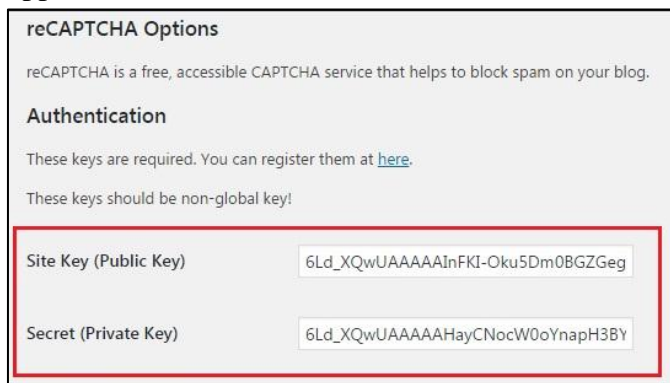 reCAPTCHA Options
reCAPTCHA is a free, accessible CAPTCHA service that helps to block spam on your blog.
Authentication
These keys are required. You can register them at here.
These keys should be non-global key!
Site Key (Public Key) 6Ld_XQwUAAAAAInFKI-Oku5Dm0BGZGeg
Secret (Private Key) 6Ld_XQwUAAAAAHayCNocW0oYnapH3BY